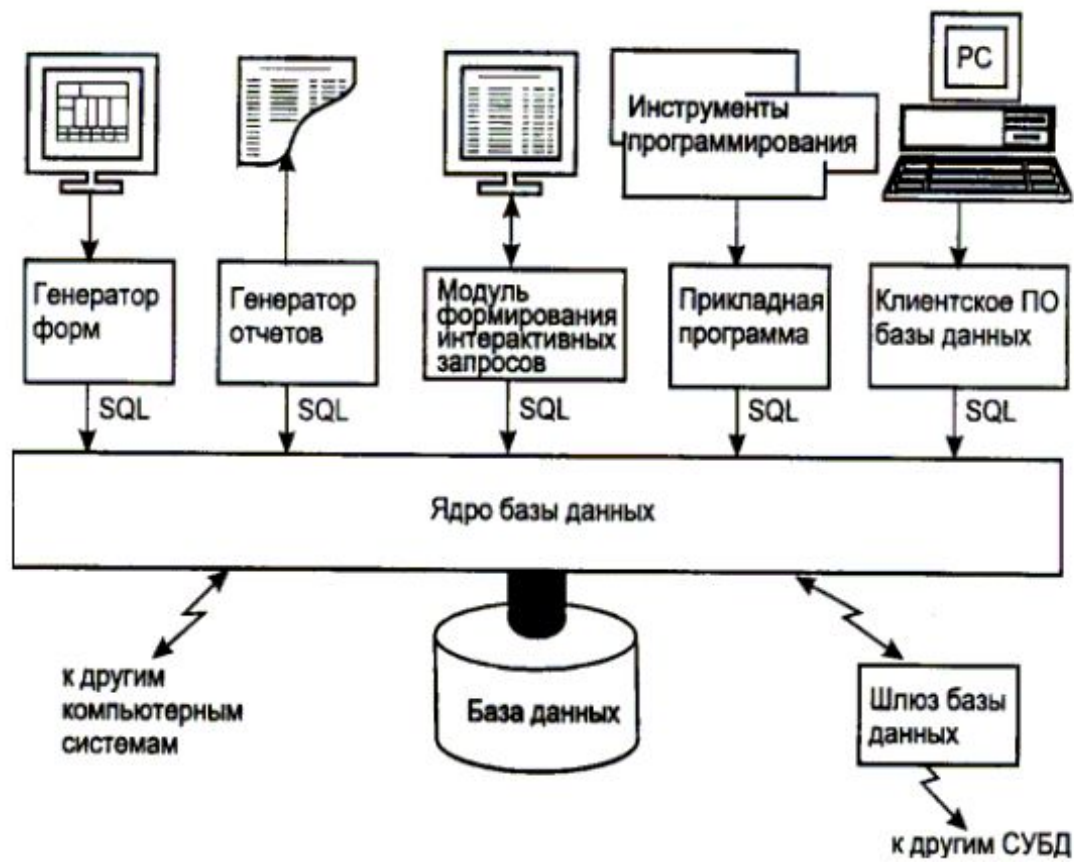 PC
Инструменты
программирования
Генератор
форм
Генератор
отчетов
Модуль
формирования
интерактивных
запросов
Прикладная
программа
Клиентское ПО
базы данных
SQL
SQL
SQL
SQL
SQL
Ядро базы данных
к другим
компьютерным
системам
База данных
Шлюз базы
данных
к другим СУБД